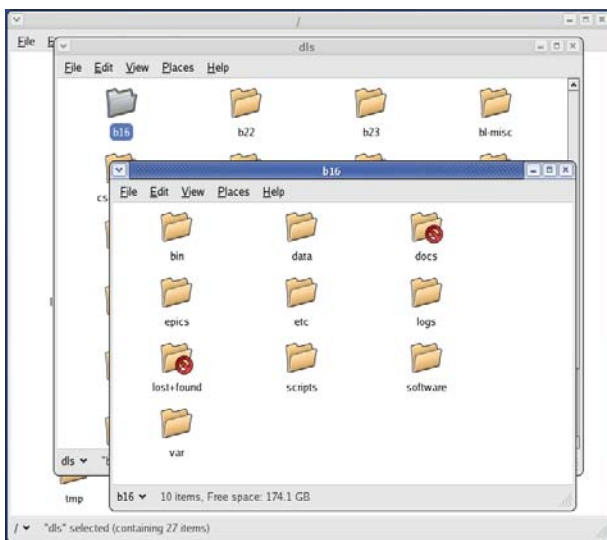 /
File E
dls
File Edit View Places Help
b16 b22 b23 bl-misc
cs
b16
File Edit View Places Help
bin data docs
epics etc logs
lost+found scripts software
var
dls "b
tmp
b16 10 items, Free space: 174.1 GB
/ "dls" selected (containing 27 items)